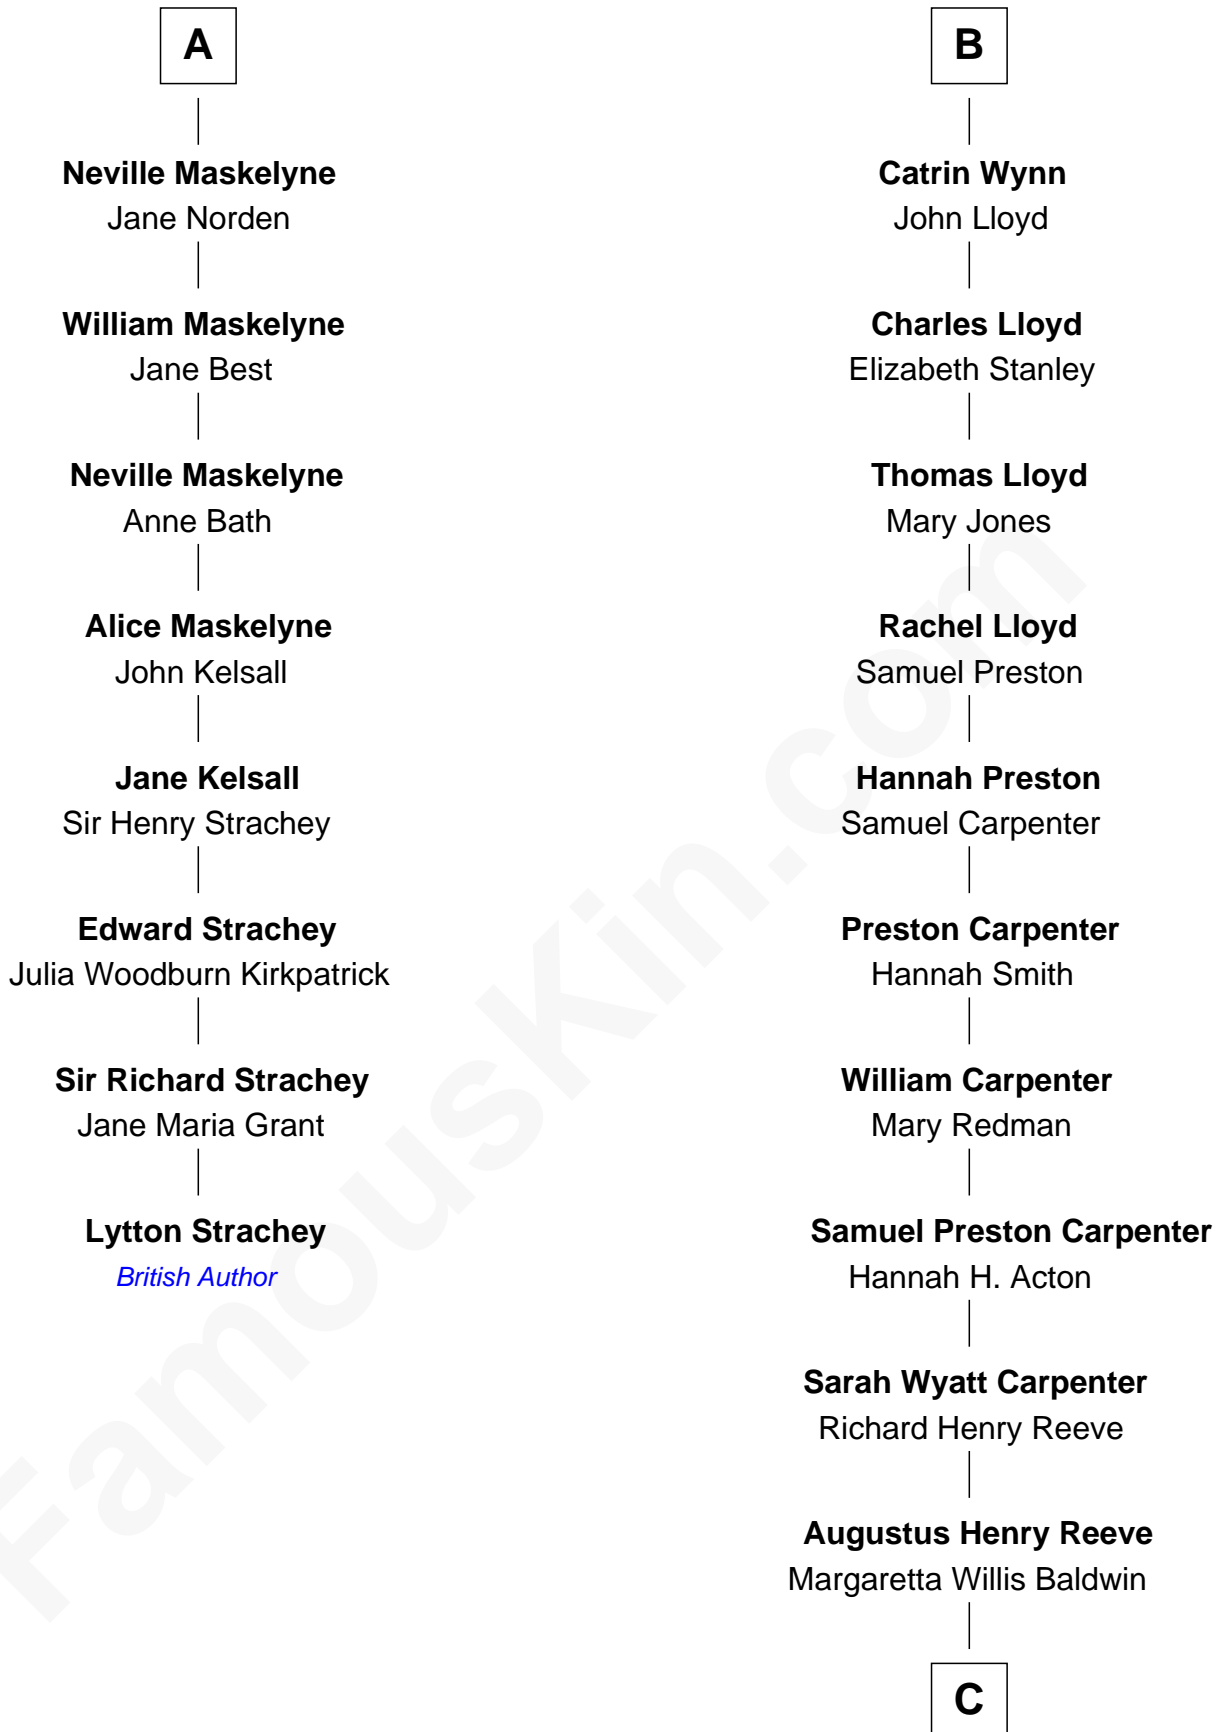 A
Neville Maskelyne
Jane Norden
William Maskelyne
Jane Best
Neville Maskelyne
Anne Bath
Alice Maskelyne
John Kelsall
Jane Kelsall
Sir Henry Strachey
Edward Strachey
Julia Woodburn Kirkpatrick
Sir Richard Strachey
Jane Maria Grant
Lytton Strachey
British Author
B
Catrin Wynn
John Lloyd
Charles Lloyd
Elizabeth Stanley
Thomas Lloyd
Mary Jones
Rachel Lloyd
Samuel Preston
Hannah Preston
Samuel Carpenter
Preston Carpenter
Hannah Smith
William Carpenter
Mary Redman
Samuel Preston Carpenter
Hannah H. Acton
Sarah Wyatt Carpenter
Richard Henry Reeve
Augustus Henry Reeve
Margaretta Willis Baldwin
C
FamousKin.com